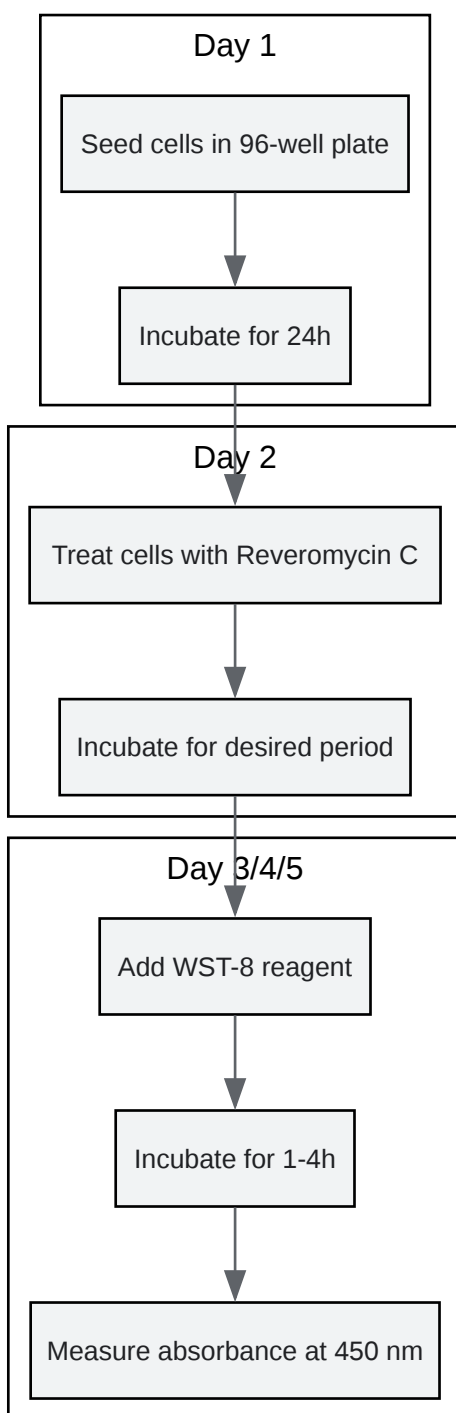 Day 1
Seed cells in 96-well plate
Incubate for 24h
Day 2
Treat cells with Reveromycin C
Incubate for desired period
Day 3/4/5
Add WST-8 reagent
Incubate for 1-4h
Measure absorbance at 450 nm